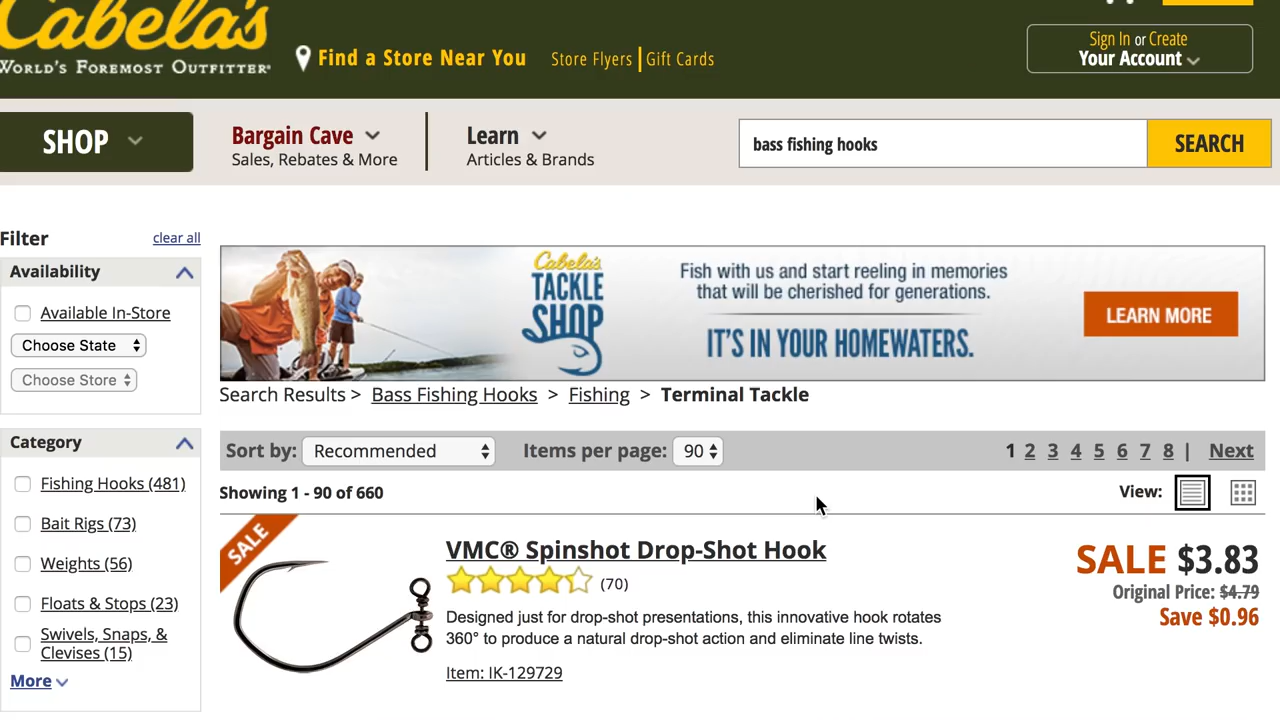 Cabela's
WORLD'S FOREMOST OUTFITTER®
Find a Store Near You
Store Flyers | Gift Cards
Sign In or Create
Your Account
SHOP
Bargain Cave
Sales, Rebates & More
Learn
Articles & Brands
bass fishing hooks
SEARCH
Filter
clear all
Availability
Available In-Store
Choose State
Choose Store
Category
Fishing Hooks (481)
Bait Rigs (73)
Weights (56)
Floats & Stops (23)
Swivels, Snaps, &
Clevises (15)
More
Cabela's
TACKLE
SHOP
Fish with us and start reeling in memories
that will be cherished for generations.
IT'S IN YOUR HOMEWATERS.
LEARN MORE
Search Results > Bass Fishing Hooks > Fishing > Terminal Tackle
Sort by: Recommended Items per page: 90 1 2 3 4 5 6 7 8 | Next
Showing 1 - 90 of 660
View:
SALE
VMC® Spinshot Drop-Shot Hook
(70)
Designed just for drop-shot presentations, this innovative hook rotates
360° to produce a natural drop-shot action and eliminate line twists.
Item: IK-129729
SALE $3.83
Original Price: $4.79
Save $0.96